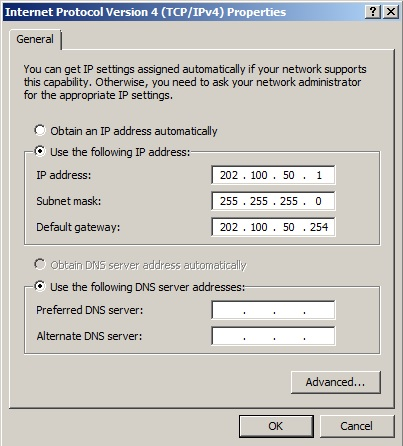 Internet Protocol Version 4 (TCP/IPv4) Properties
General
You can get IP settings assigned automatically if your network supports
this capability. Otherwise, you need to ask your network administrator
for the appropriate IP settings.
Obtain an IP address automatically
Use the following IP address:
IP address: 202 . 100 . 50 . 1
Subnet mask: 255 . 255 . 255 . 0
Default gateway: 202 . 100 . 50 . 254
Obtain DNS server address automatically
Use the following DNS server addresses:
Preferred DNS server: . . .
Alternate DNS server: . . .
Advanced...
OK Cancel